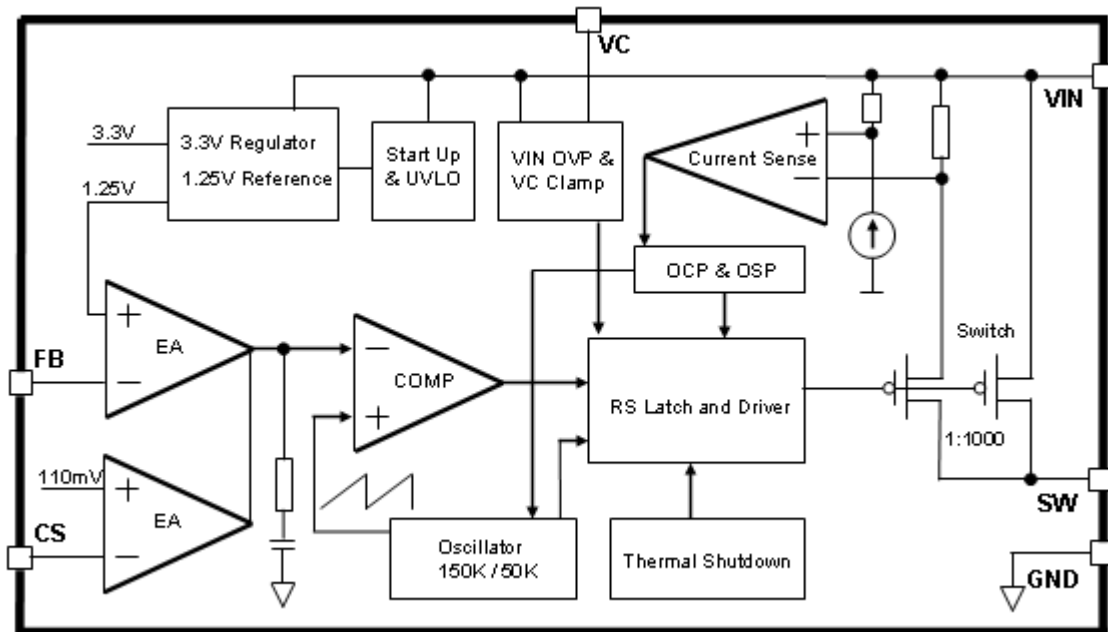 VC
VIN
3.3V
3.3V Regulator
1.25V Reference
1.25V
Start Up
& UVLO
VIN OVP &
VC Clamp
+
Current Sense
−
OCP & OSP
+
EA
−
FB
−
COMP
+
RS Latch and Driver
Switch
1:1000
110mV
+
EA
−
CS
Oscillator
150K / 50K
Thermal Shutdown
SW
GND